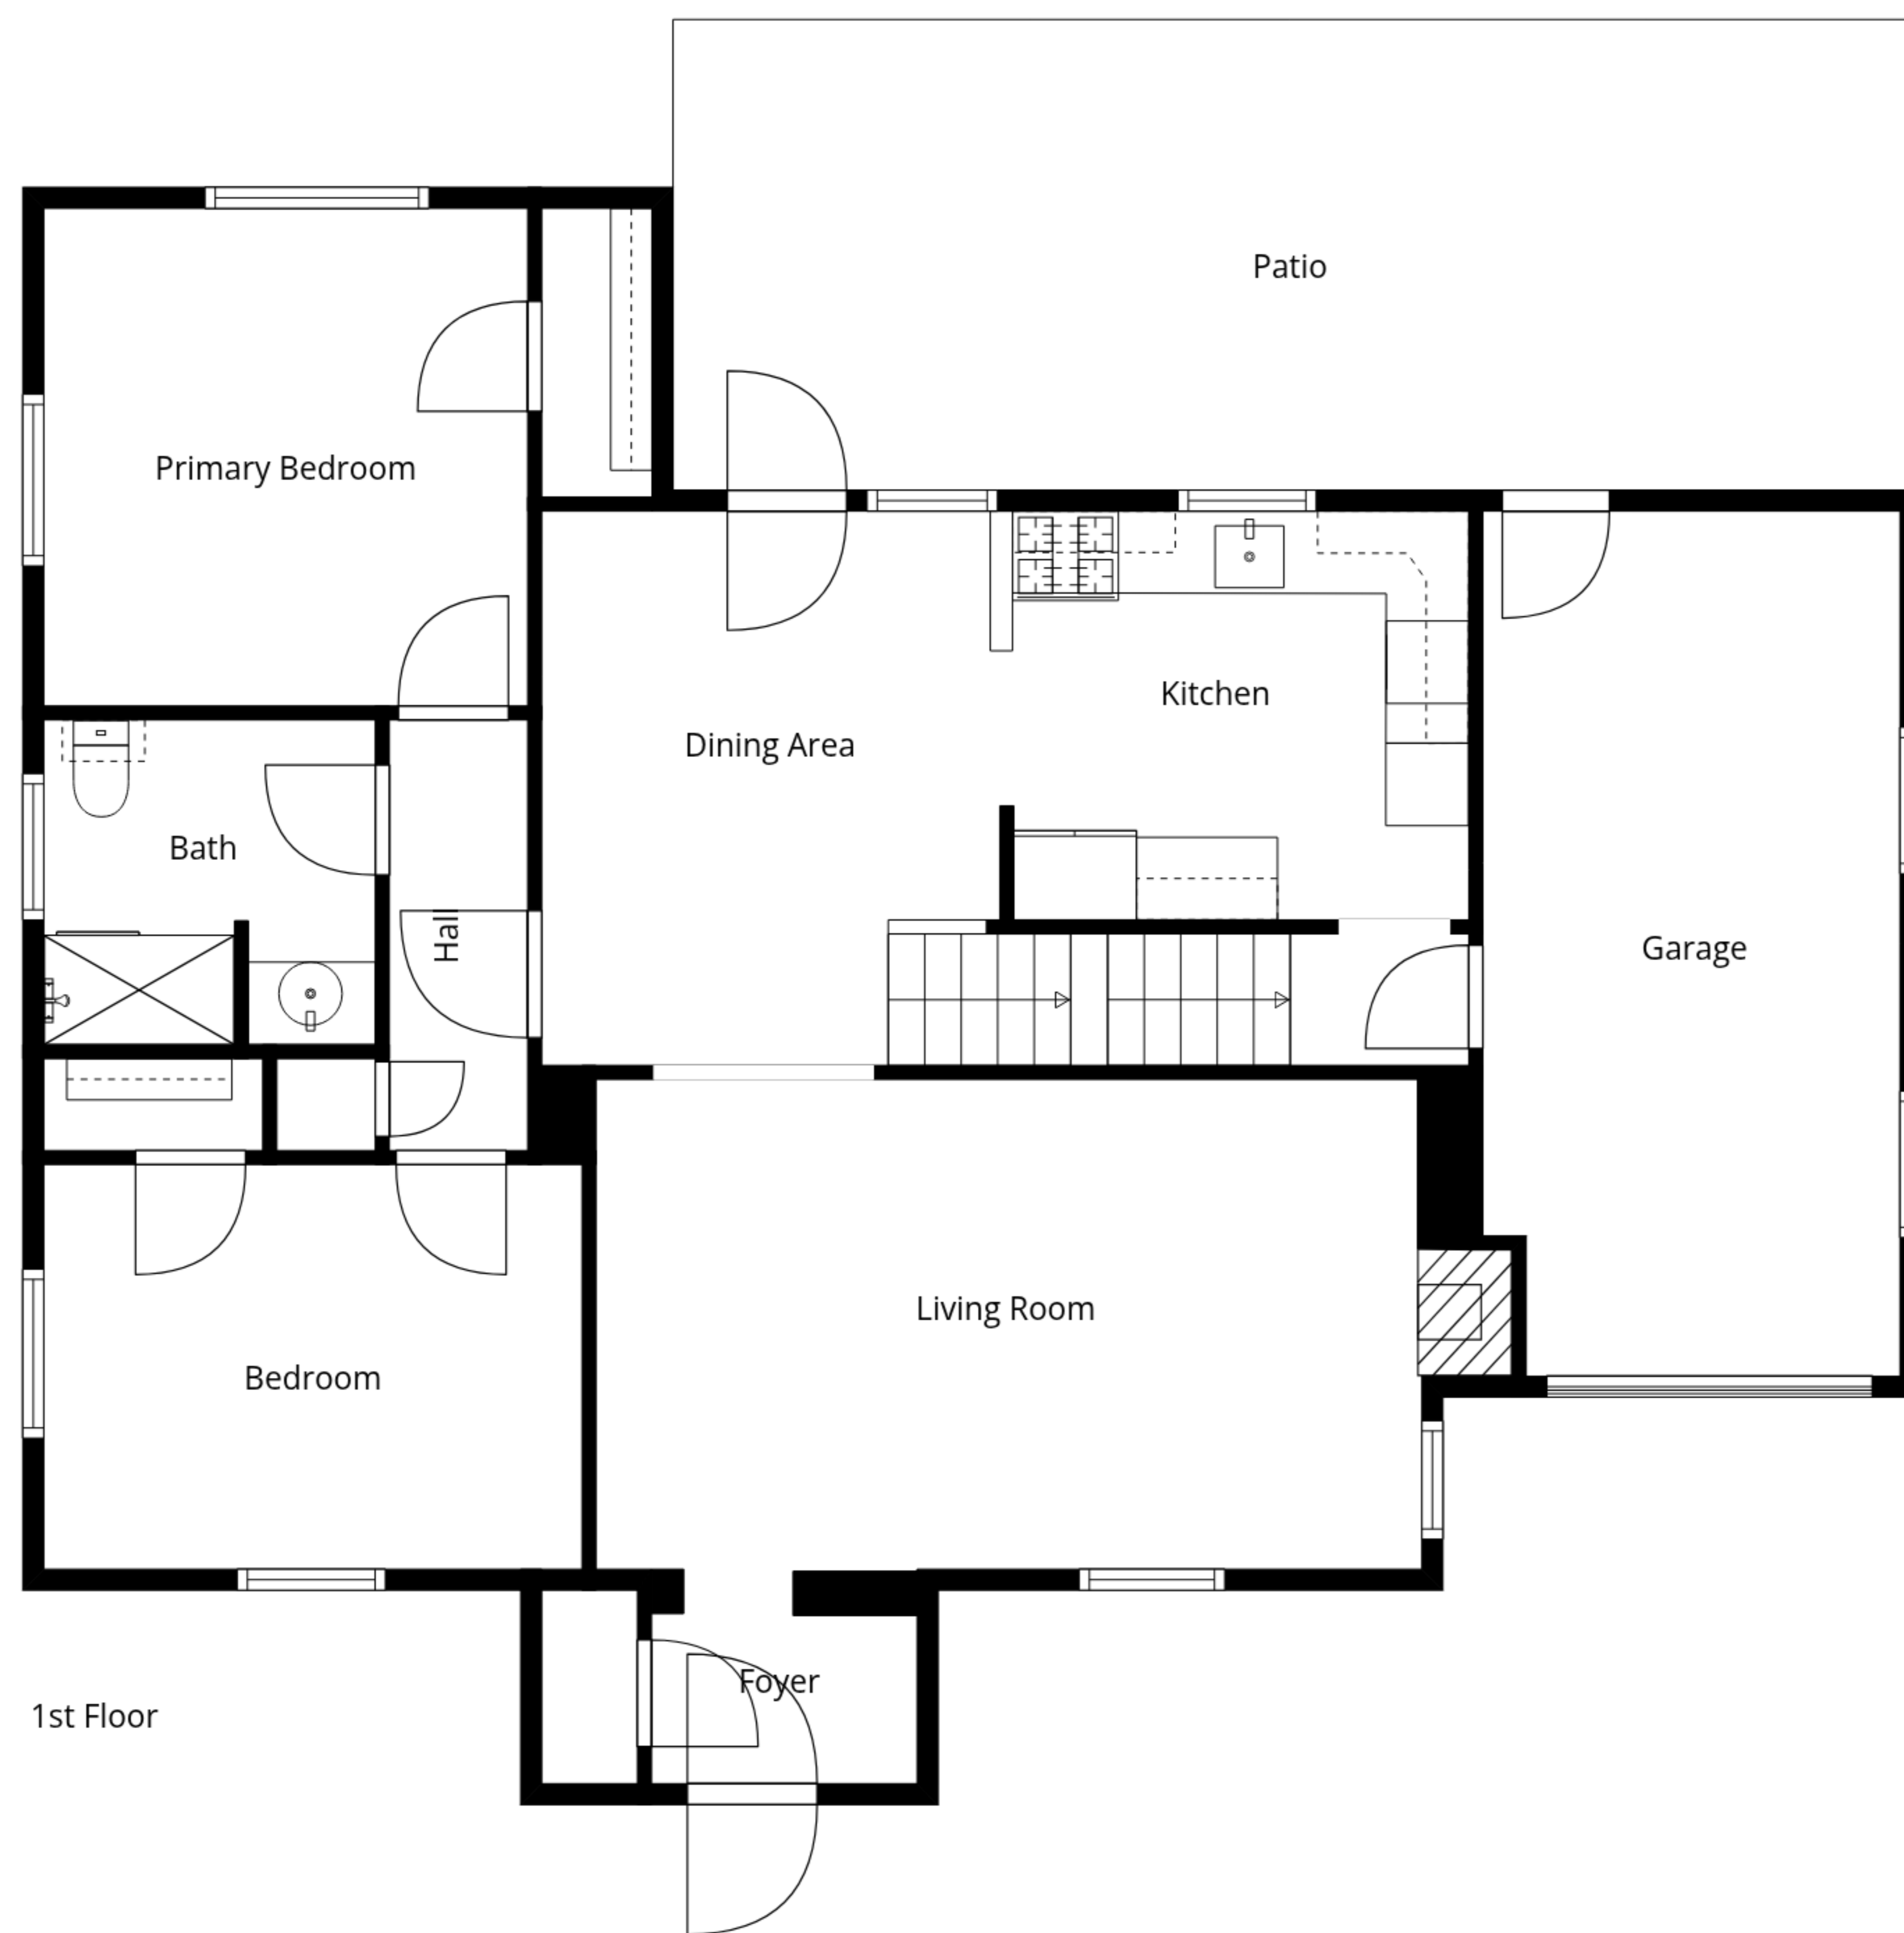 Patio
Primary Bedroom
Kitchen
Dining Area
Bath
Hall
Garage
Living Room
Bedroom
Foyer
1st Floor